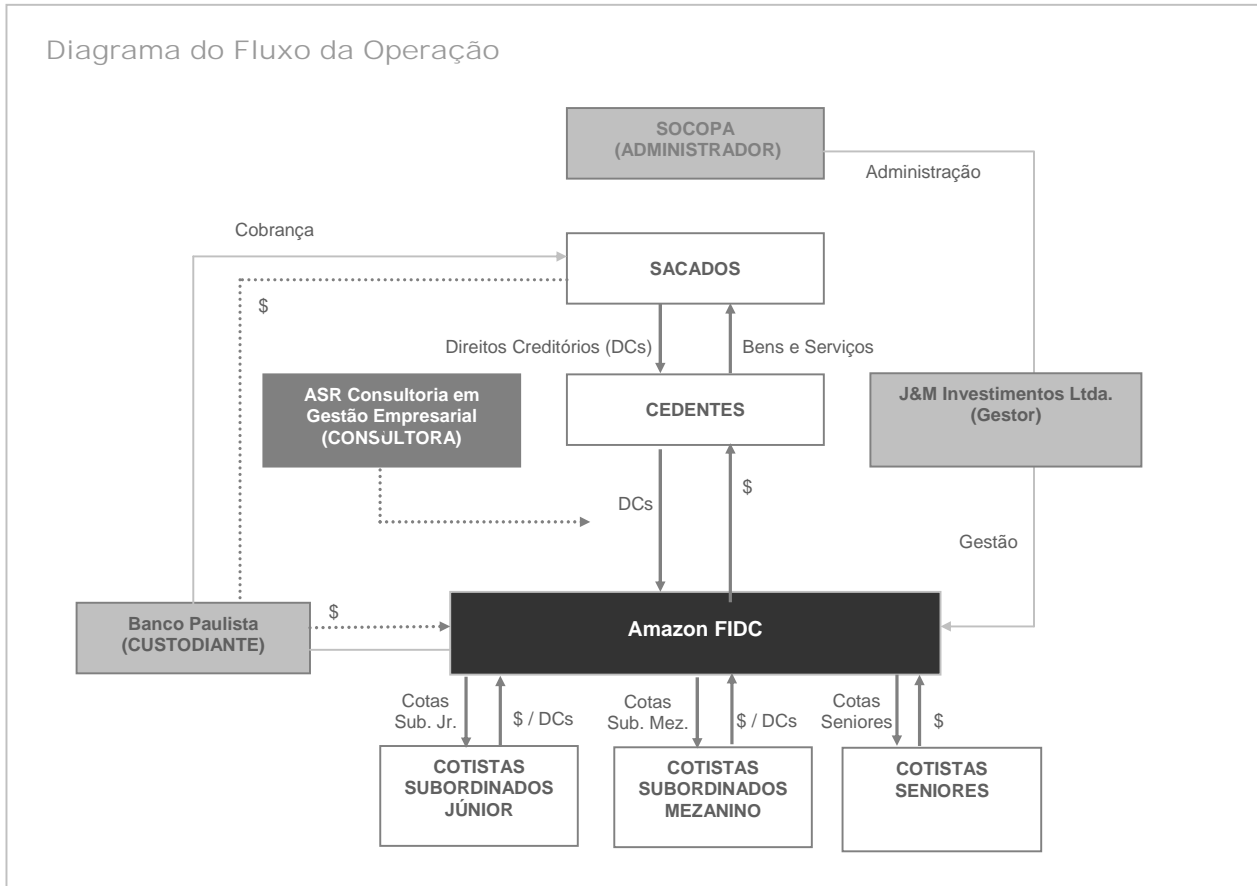 Diagrama do Fluxo da Operação
SOCOPA
(ADMINISTRADOR)
Administração
Cobrança
SACADOS
$
Direitos Creditórios (DCs)
Bens e Serviços
ASR Consultoria em
Gestão Empresarial
(CONSULTORA)
CEDENTES
J&M Investimentos Ltda.
(Gestor)
DCs
$
Gestão
Banco Paulista
(CUSTODIANTE)
$
Amazon FIDC
Cotas
Sub. Jr.
$ / DCs
Cotas
Sub. Mez.
$ / DCs
Cotas
Seniores
$
COTISTAS
SUBORDINADOS
JÚNIOR
COTISTAS
SUBORDINADOS
MEZANINO
COTISTAS
SENIORES